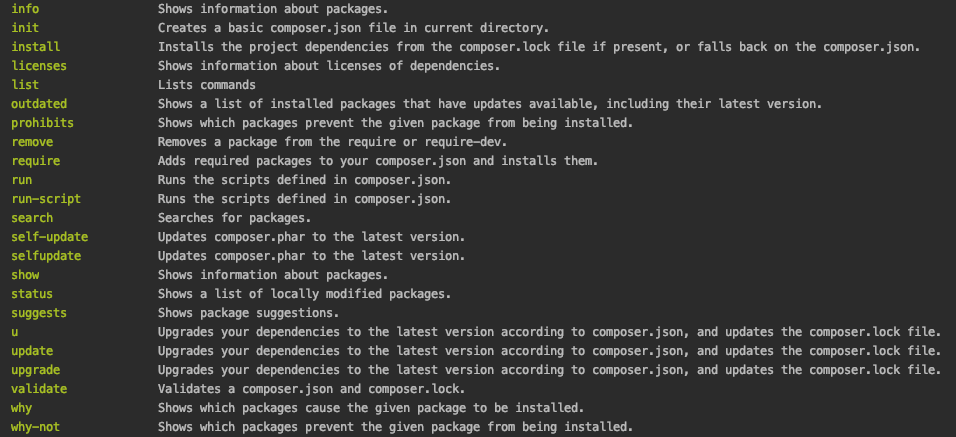 info Shows information about packages.
init Creates a basic composer.json file in current directory.
install Installs the project dependencies from the composer.lock file if present, or falls back on the composer.json.
licenses Shows information about licenses of dependencies.
list Lists commands
outdated Shows a list of installed packages that have updates available, including their latest version.
prohibits Shows which packages prevent the given package from being installed.
remove Removes a package from the require or require-dev.
require Adds required packages to your composer.json and installs them.
run Runs the scripts defined in composer.json.
run-script Runs the scripts defined in composer.json.
search Searches for packages.
self-update Updates composer.phar to the latest version.
selfupdate Updates composer.phar to the latest version.
show Shows information about packages.
status Shows a list of locally modified packages.
suggests Shows package suggestions.
u Upgrades your dependencies to the latest version according to composer.json, and updates the composer.lock file.
update Upgrades your dependencies to the latest version according to composer.json, and updates the composer.lock file.
upgrade Upgrades your dependencies to the latest version according to composer.json, and updates the composer.lock file.
validate Validates a composer.json and composer.lock.
why Shows which packages cause the given package to be installed.
why-not Shows which packages prevent the given package from being installed.